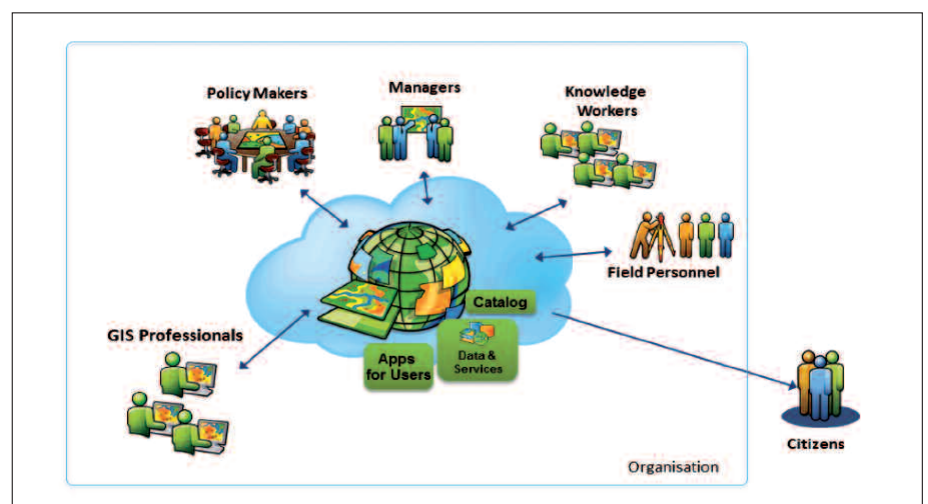 Policy Makers
Managers
Knowledge
Workers
Field Personnel
Catalog
Data &
Services
Apps
for Users
GIS Professionals
Citizens
Organisation